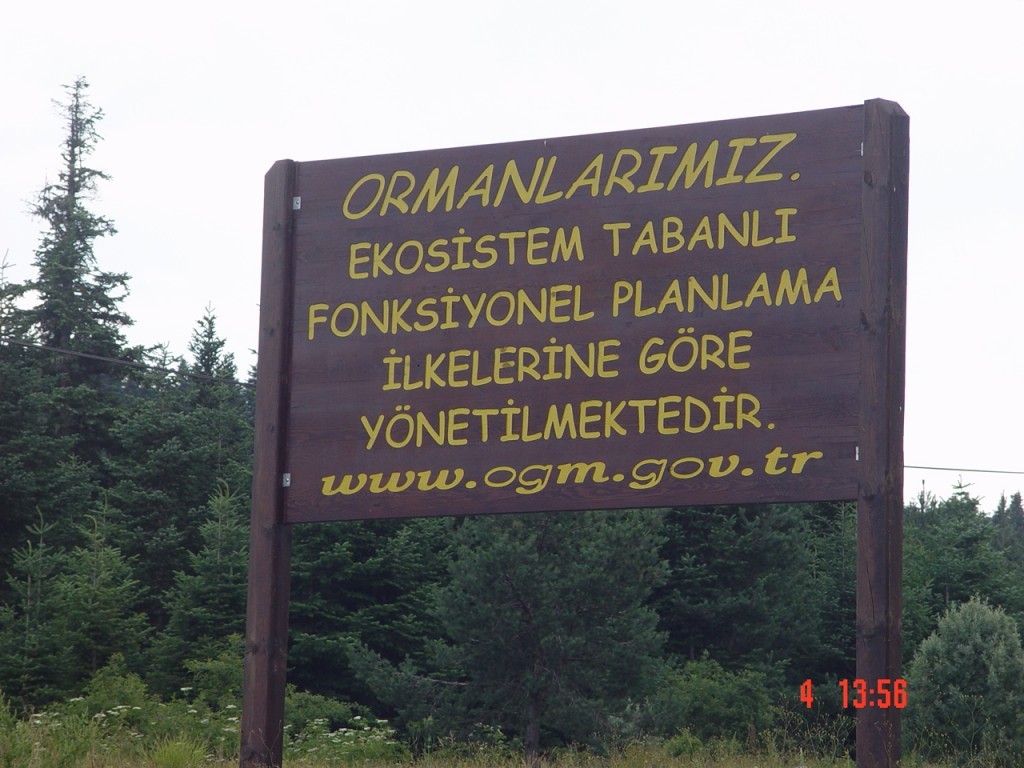 ORMANLARIMIZ.
EKOSİSTEM TABANLI
FONKSİYONEL PLANLAMA
İLKELERİNE GÖRE
YÖNETİLMEKTEDİR.
www.ogm.gov.tr
4 13:56